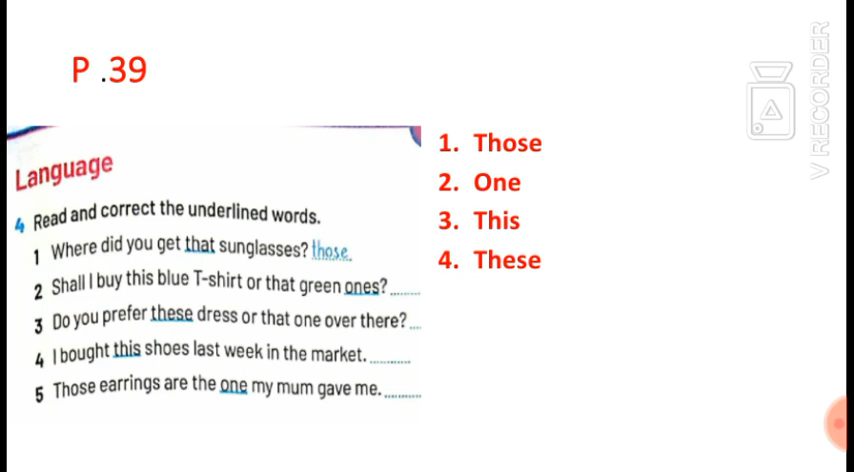 P .39
Language
4 Read and correct the underlined words.
1 Where did you get that sunglasses? those.
2 Shall I buy this blue T-shirt or that green ones? ........
3 Do you prefer these dress or that one over there? ...
4 I bought this shoes last week in the market. ...........
5 Those earrings are the one my mum gave me. ..........
1. Those
2. One
3. This
4. These
V RECORDER